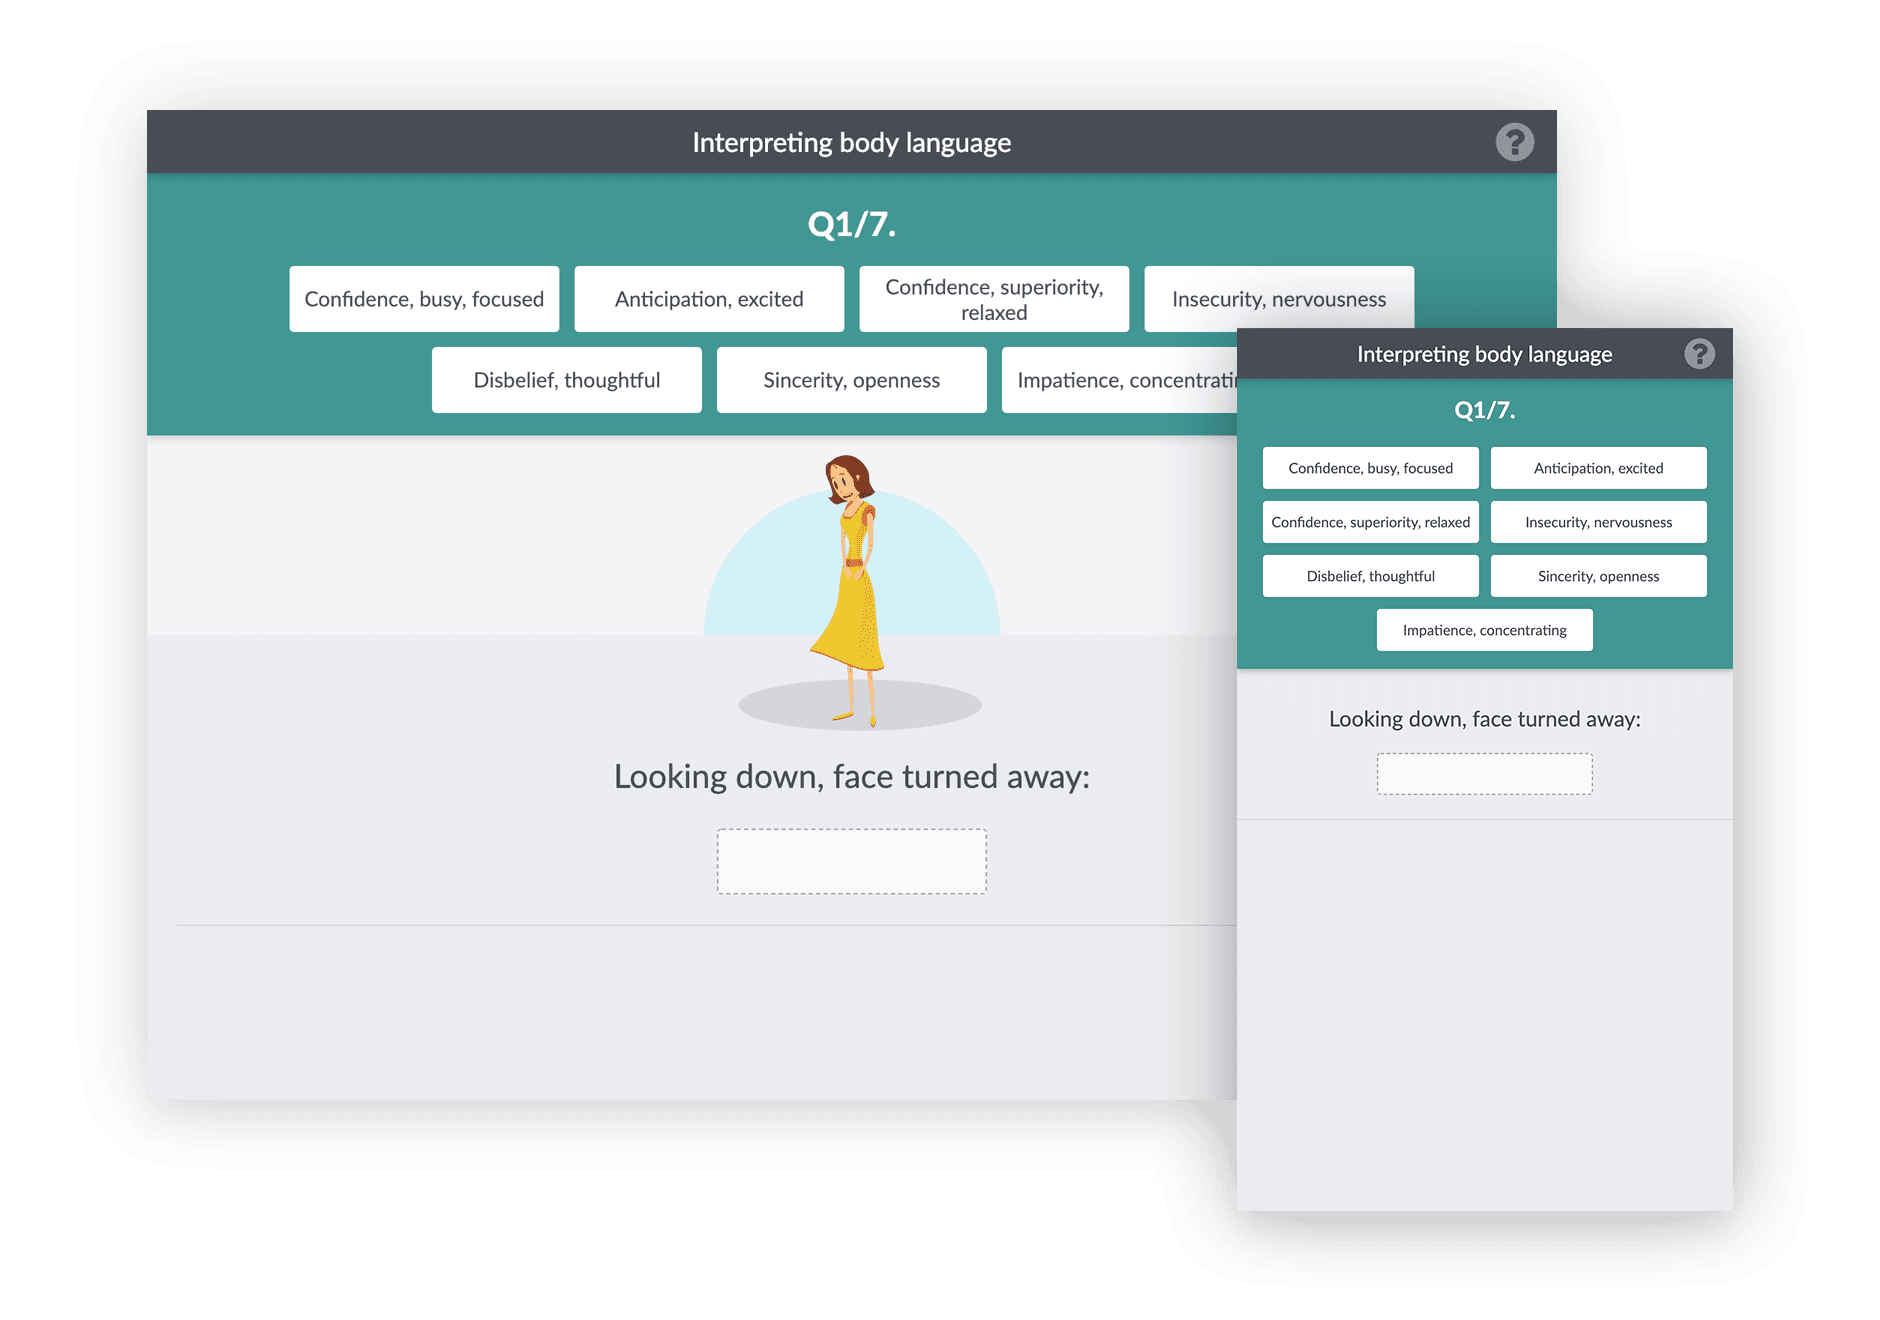 Interpreting body language
?
Q1/7.
Confidence, busy, focused
Anticipation, excited
Confidence, superiority,
relaxed
Insecurity, nervousness
Disbelief, thoughtful
Sincerity, openness
Impatience, concentrati
Looking down, face turned away:
Interpreting body language
?
Q1/7.
Confidence, busy, focused
Anticipation, excited
Confidence, superiority, relaxed
Insecurity, nervousness
Disbelief, thoughtful
Sincerity, openness
Impatience, concentrating
Looking down, face turned away: